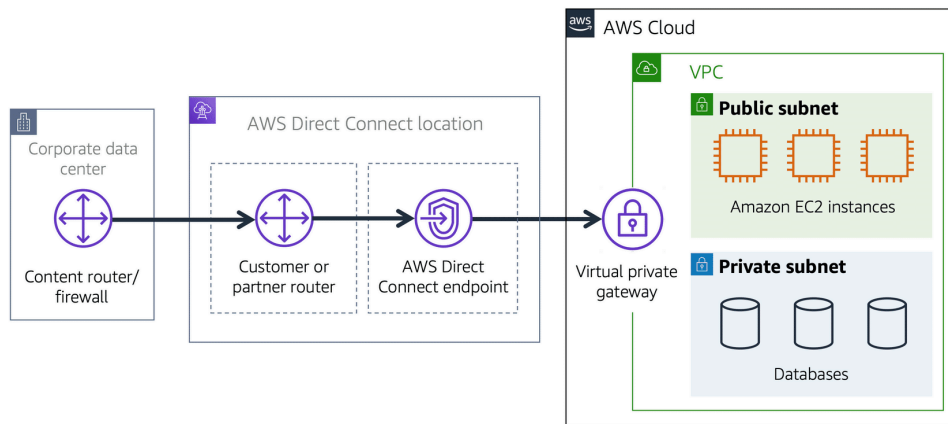 aws
AWS Cloud
VPC
Public subnet
Amazon EC2 instances
Private subnet
Databases
AWS Direct Connect location
Corporate data
center
Content router/
firewall
Customer or
partner router
AWS Direct
Connect endpoint
Virtual private
gateway